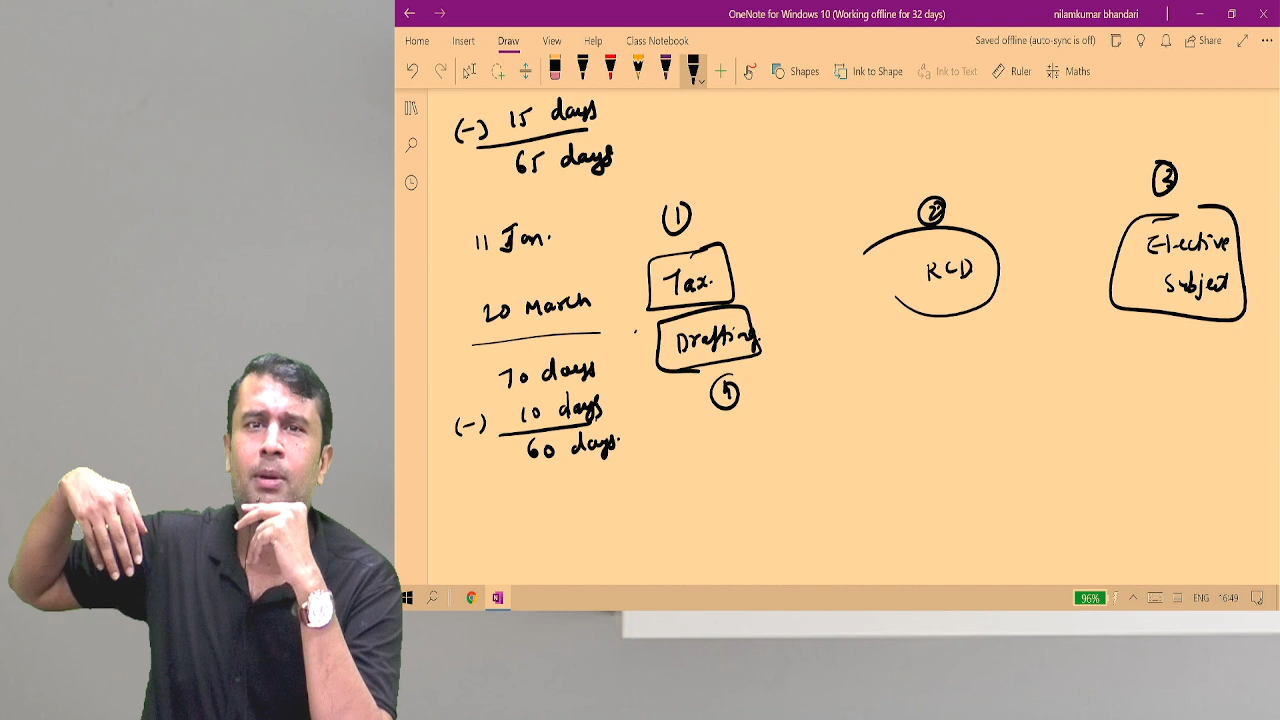 OneNote for Windows 10 (Working offline for 32 days)
nilamkumar bhandari
Home Insert Draw View Help Class Notebook
Saved offline (auto-sync is off)
Share
Shapes
Ink to Shape
Ink to Text
Ruler
Maths
(-) 15 days
65 days
11 Jan.
20 March
70 days
(-) 10 days
60 days.
1
Tax.
Drafting.
4
2
RCD
3
Elective
Subject
96%
ENG
16:49